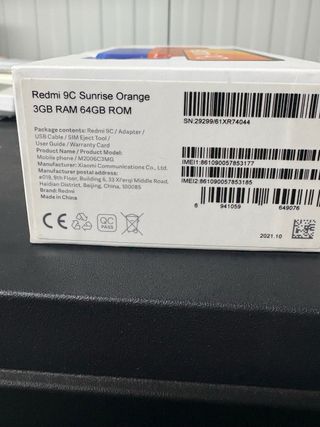 Redmi 9C Sunrise Orange
3GB RAM 64GB ROM
Package contents: Redmi 9C / Adapter /
USB Cable / SIM Eject Tool /
User Guide / Warranty Card
Product Name / Product Model:
Mobile phone / M2006C3MG
Manufacturer: Xiaomi Communications Co., Ltd.
Manufacturer postal address:
#019, 9th Floor, Building 6, 33 Xi'erqi Middle Road,
Haidian District, Beijing, China, 100085
Brand: Redmi
Made in China
CE
QC
PASS
SN:29299/61XR74044
IMEI1:861090057853177
IMEI2:861090057853185
6 941059 649076
2021.10